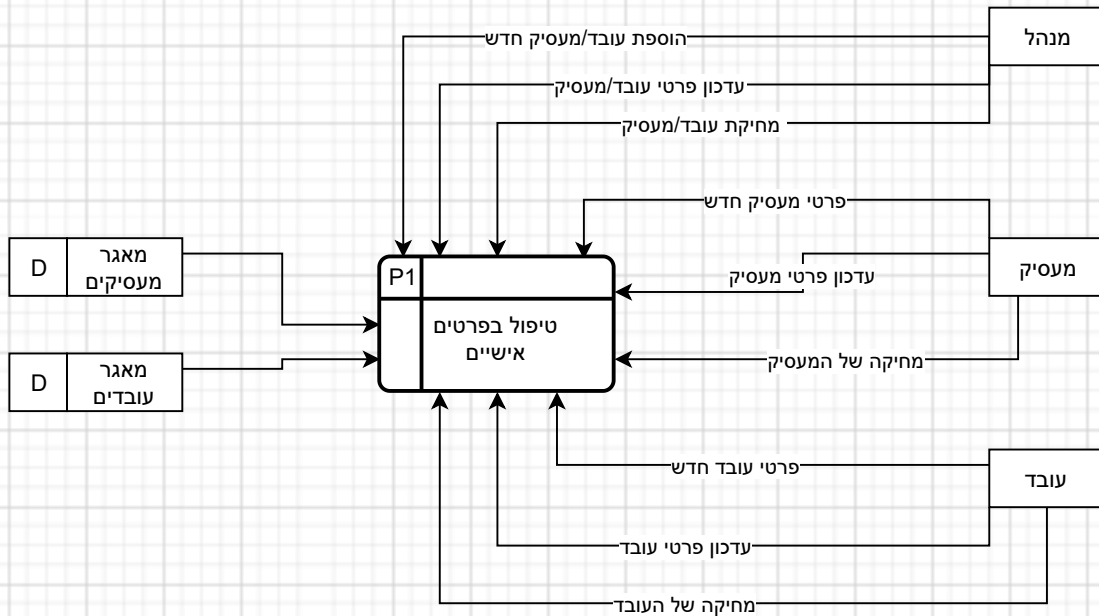 מנהל
הוספת עובד/מעסיק חדש
עדכון פרטי עובד/מעסיק
מחיקת עובד/מעסיק
מעסיק
פרטי מעסיק חדש
עדכון פרטי מעסיק
מחיקה של המעסיק
P1
טיפול בפרטים
אישיים
D
מאגר
מעסיקים
D
מאגר
עובדים
עובד
פרטי עובד חדש
עדכון פרטי עובד
מחיקה של העובד